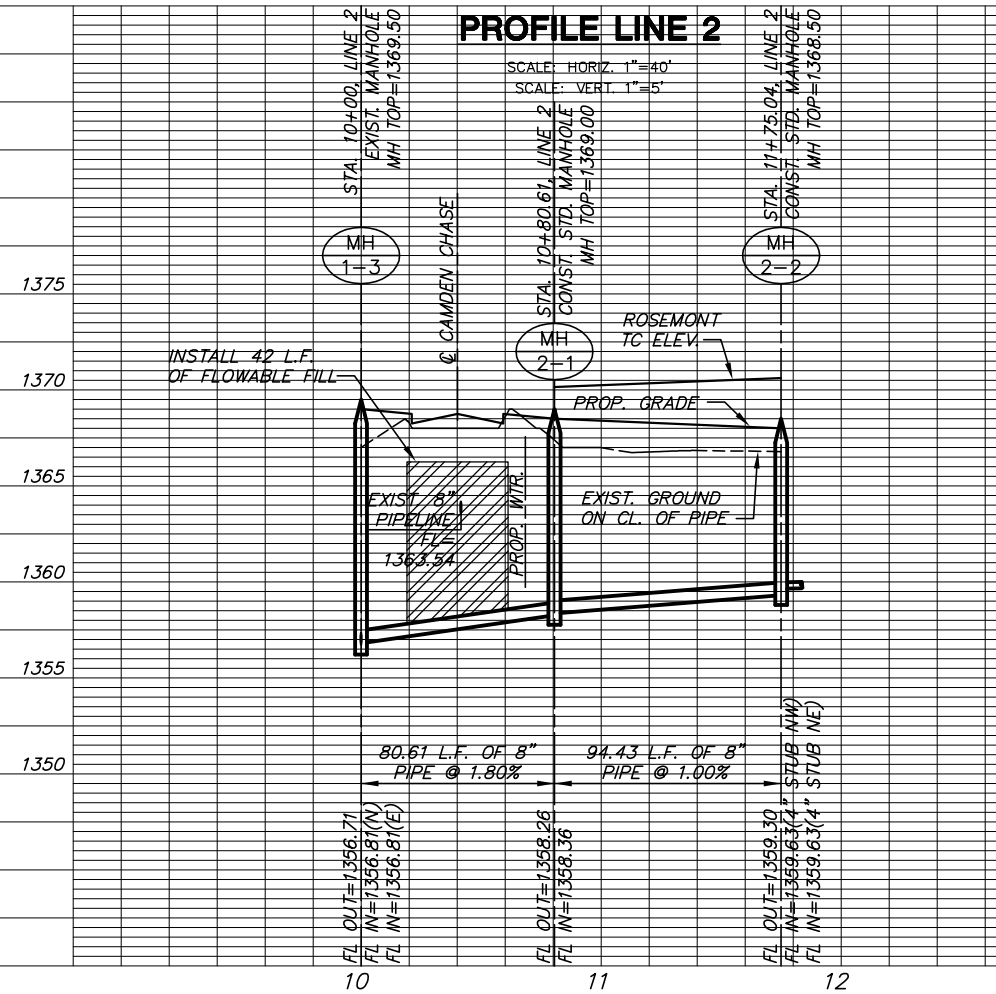 PROFILE LINE 2
SCALE: HORIZ. 1"=40'
SCALE: VERT. 1"=5'
STA. 10+00, LINE 2
EXIST. MANHOLE
MH TOP=1369.50
MH
1-3
℄ CAMDEN CHASE
STA. 10+80.61, LINE 2
CONST. STD. MANHOLE
MH TOP=1369.00
MH
2-1
STA. 11+75.04, LINE 2
CONST. STD. MANHOLE
MH TOP=1368.50
MH
2-2
1375
1370
1365
1360
1355
1350
INSTALL 42 L.F.
OF FLOWABLE FILL
ROSEMONT
TC ELEV.
PROP. GRADE
EXIST. 8"
PIPELINE
FL=
1363.54
PROP. WTR.
EXIST. GROUND
ON CL. OF PIPE
80.61 L.F. OF 8"
PIPE @ 1.80%
94.43 L.F. OF 8"
PIPE @ 1.00%
FL OUT=1356.71
FL IN=1356.81(N)
FL IN=1356.81(E)
FL OUT=1358.26
FL IN=1358.36
FL OUT=1359.30
FL IN=1359.63(4" STUB NW)
FL IN=1359.63(4" STUB NE)
10
11
12